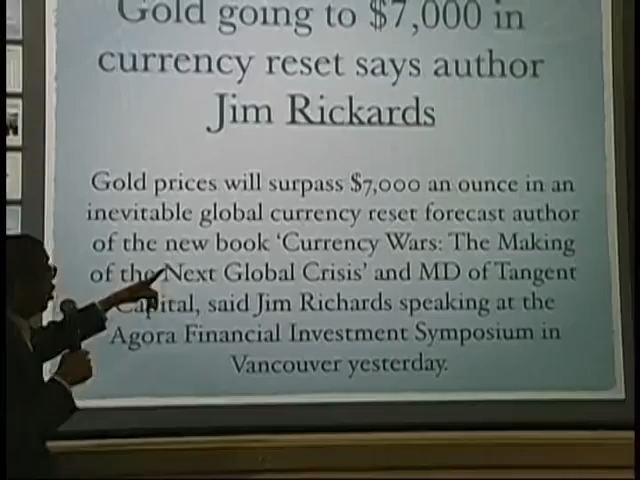 Gold going to $7,000 in
currency reset says author
Jim Rickards
Gold prices will surpass $7,000 an ounce in an
inevitable global currency reset forecast author
of the new book ‘Currency Wars: The Making
of the Next Global Crisis’ and MD of Tangent
Capital, said Jim Richards speaking at the
Agora Financial Investment Symposium in
Vancouver yesterday.